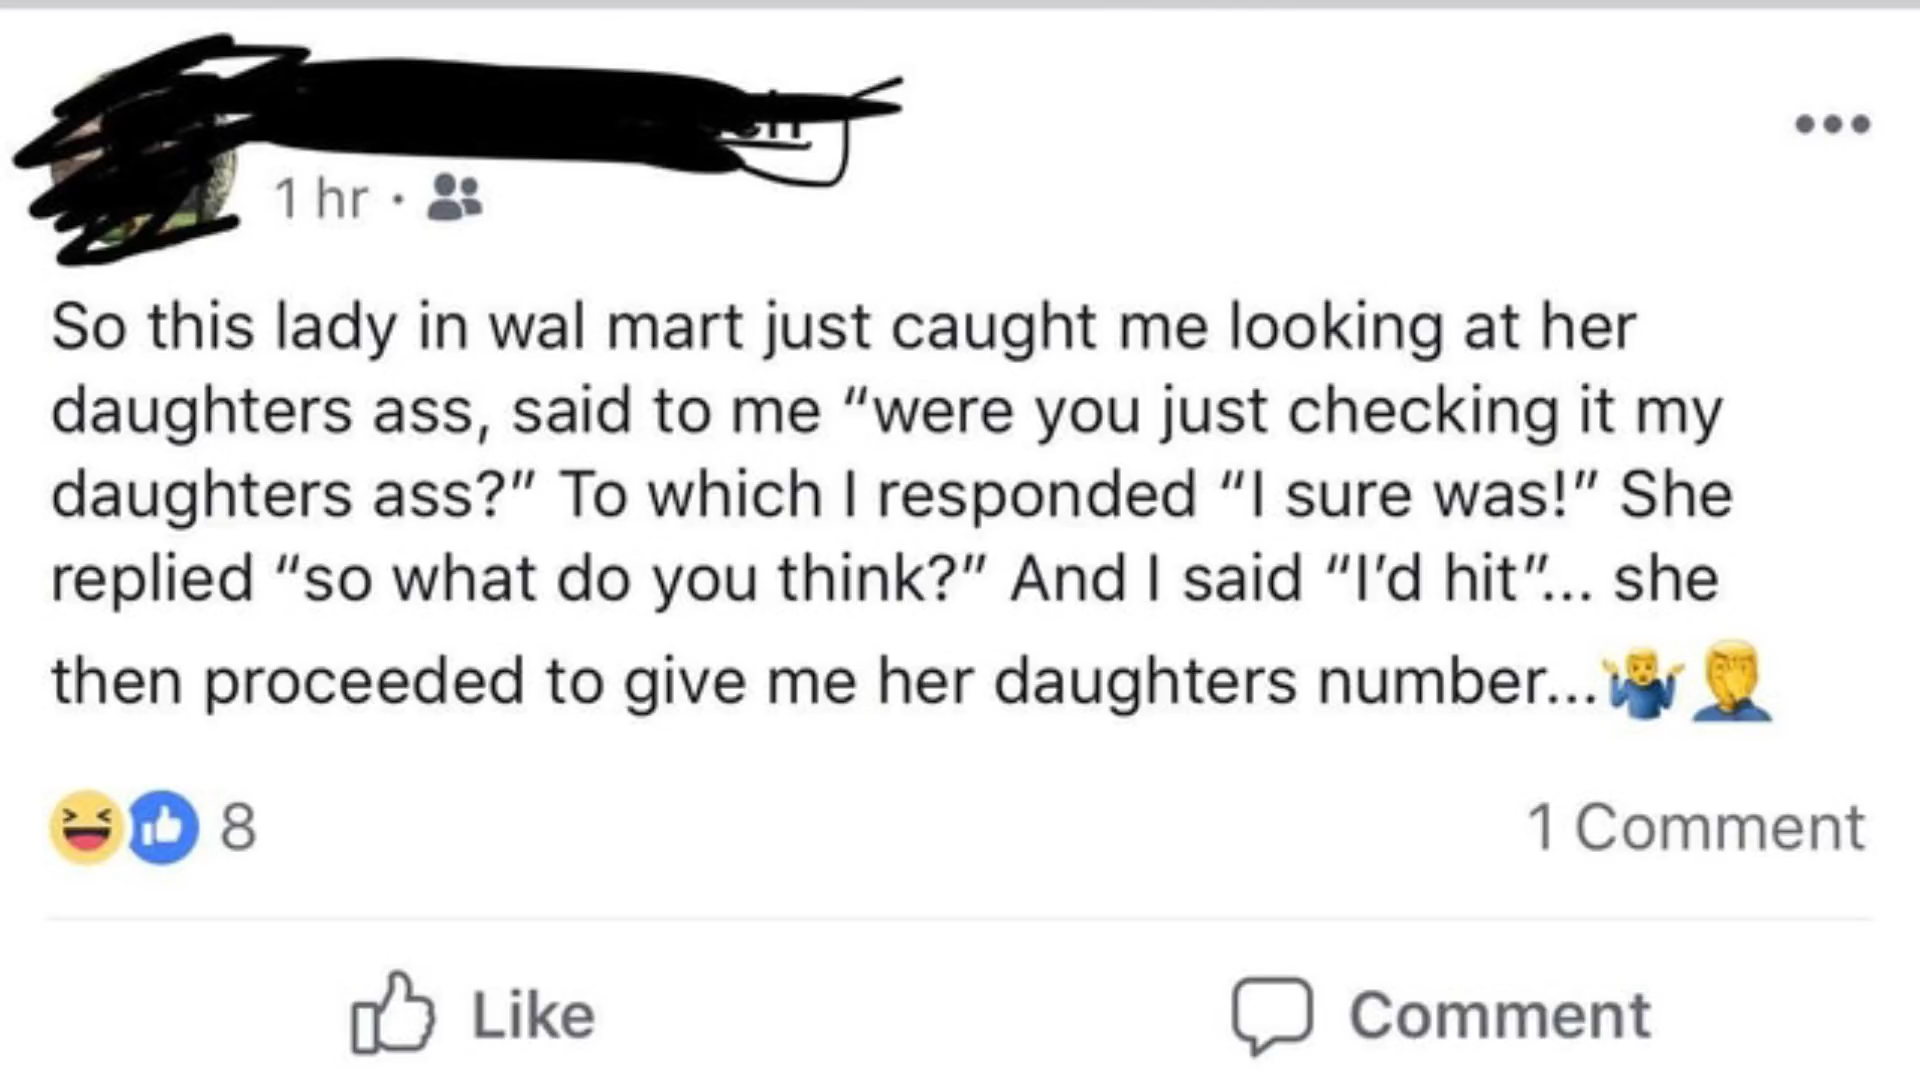 1 hr ·
So this lady in wal mart just caught me looking at her
daughters ass, said to me “were you just checking it my
daughters ass?” To which I responded “I sure was!” She
replied “so what do you think?” And I said “I’d hit”... she
then proceeded to give me her daughters number...🤷‍♂️🤦‍♂️
8
1 Comment
Like
Comment